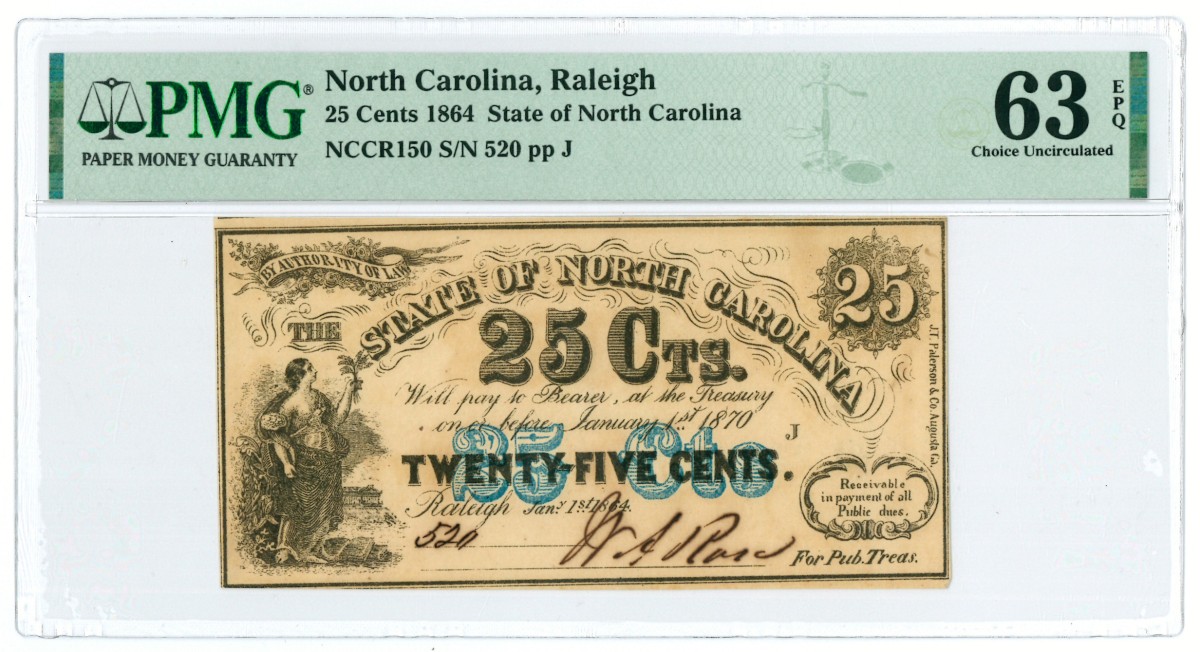 PMG®
PAPER MONEY GUARANTY
North Carolina, Raleigh
25 Cents 1864 State of North Carolina
NCCR150 S/N 520 pp J
63
EPQ
Choice Uncirculated
BY AUTHORITY OF LAW
THE
STATE OF NORTH CAROLINA
25
25 CTS.
Will pay to Bearer, at the Treasury
on or before January 1st 1870
J
25 Cts
TWENTY-FIVE CENTS.
Raleigh Jany. 1st 1864.
520
W A Rose
For Pub. Treas.
Receivable
in payment of all
Public dues.
J.T. Paterson & Co. Augusta Ga.